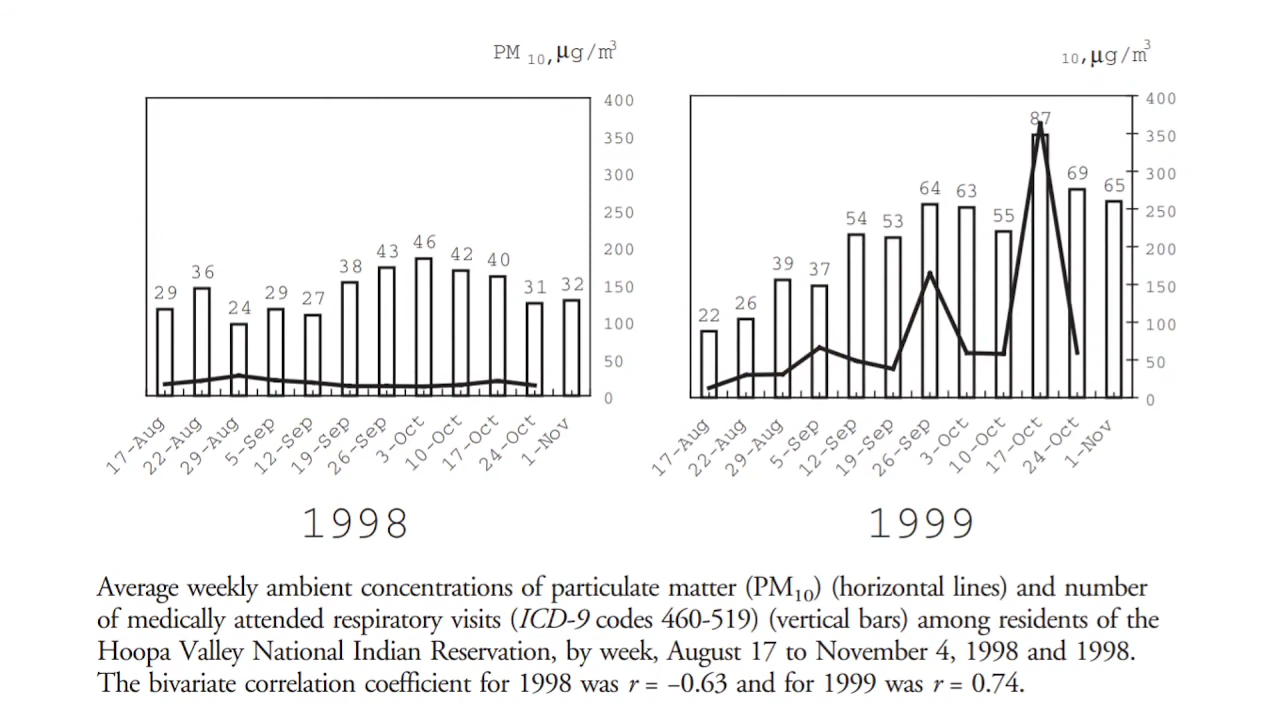 PM 10,μg/m3
400
350
300
250
200
150
100
50
0
29 36 24 29 27 38 43 46 42 40 31 32
17-Aug 22-Aug 29-Aug 5-Sep 12-Sep 19-Sep 26-Sep 3-Oct 10-Oct 17-Oct 24-Oct 1-Nov
1998
10,μg/m3
400
350
300
250
200
150
100
50
0
22 26 39 37 54 53 64 63 55 87 69 65
17-Aug 22-Aug 29-Aug 5-Sep 12-Sep 19-Sep 26-Sep 3-Oct 10-Oct 17-Oct 24-Oct 1-Nov
1999
Average weekly ambient concentrations of particulate matter (PM10) (horizontal lines) and number
of medically attended respiratory visits (ICD-9 codes 460-519) (vertical bars) among residents of the
Hoopa Valley National Indian Reservation, by week, August 17 to November 4, 1998 and 1998.
The bivariate correlation coefficient for 1998 was r = −0.63 and for 1999 was r = 0.74.